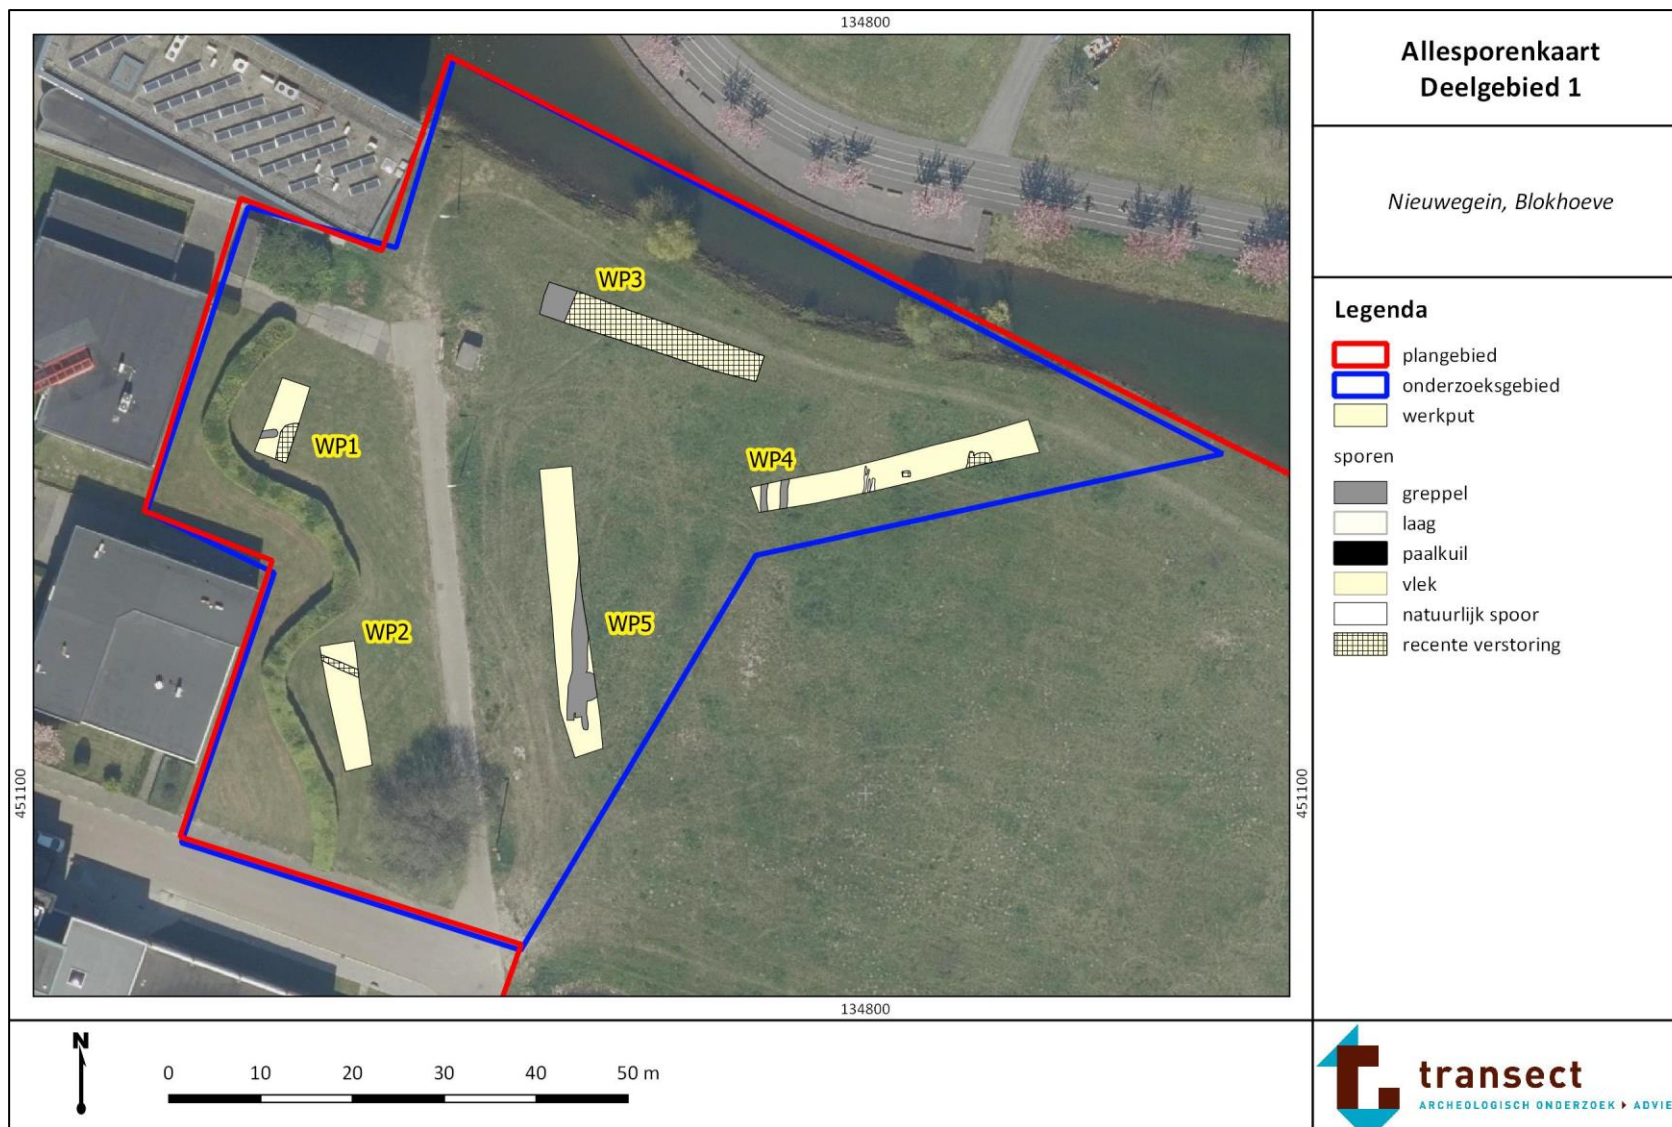 134800
Allesporenkaart
Deelgebied 1
Nieuwegein, Blokhoeve
WP3
WP1
WP4
WP2
WP5
451100
451100
134800
Legenda
plangebied
onderzoeksgebied
werkput
sporen
greppel
laag
paalkuil
vlek
natuurlijk spoor
recente verstoring
N
0 10 20 30 40 50 m
transect
ARCHEOLOGISCH ONDERZOEK ▸ ADVIE